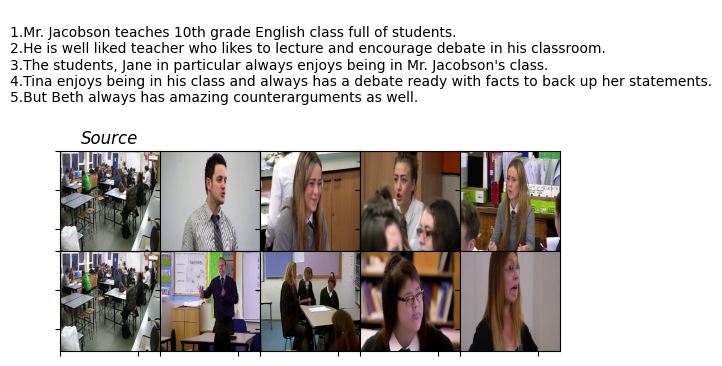 1.Mr. Jacobson teaches 10th grade English class full of students.
2.He is well liked teacher who likes to lecture and encourage debate in his classroom.
3.The students, Jane in particular always enjoys being in Mr. Jacobson's class.
4.Tina enjoys being in his class and always has a debate ready with facts to back up her statements.
5.But Beth always has amazing counterarguments as well.
Source